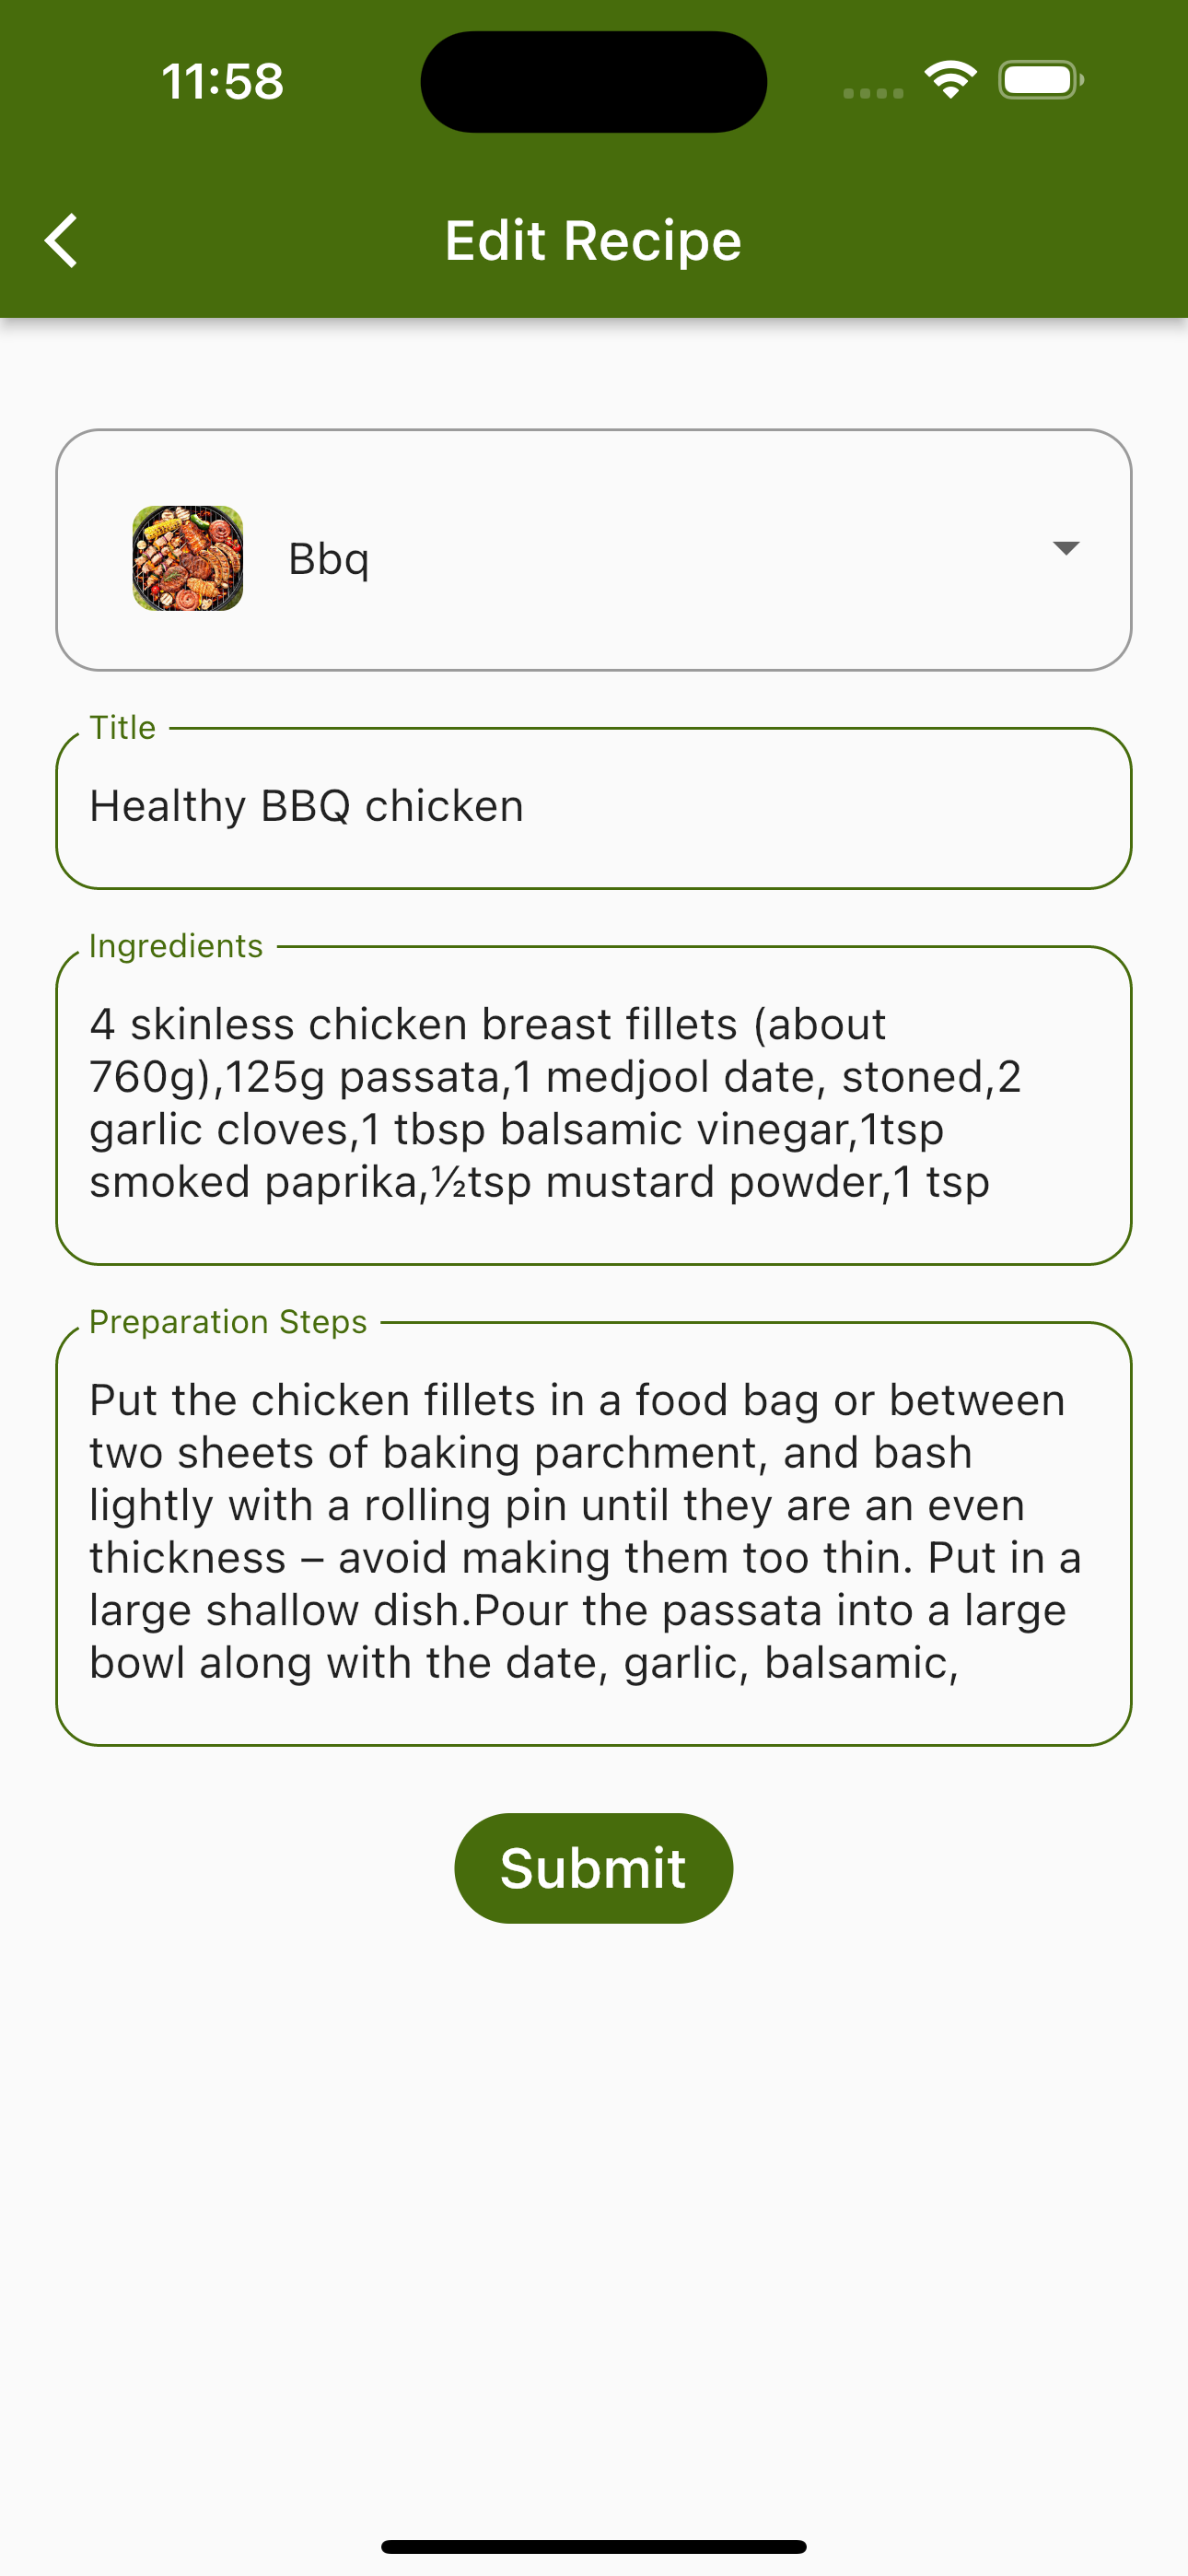 11:58
Edit Recipe
Bbq
Title
Healthy BBQ chicken
Ingredients
4 skinless chicken breast fillets (about
760g),125g passata,1 medjool date, stoned,2
garlic cloves,1 tbsp balsamic vinegar,1tsp
smoked paprika,½tsp mustard powder,1 tsp
Preparation Steps
Put the chicken fillets in a food bag or between
two sheets of baking parchment, and bash
lightly with a rolling pin until they are an even
thickness – avoid making them too thin. Put in a
large shallow dish.Pour the passata into a large
bowl along with the date, garlic, balsamic,
Submit